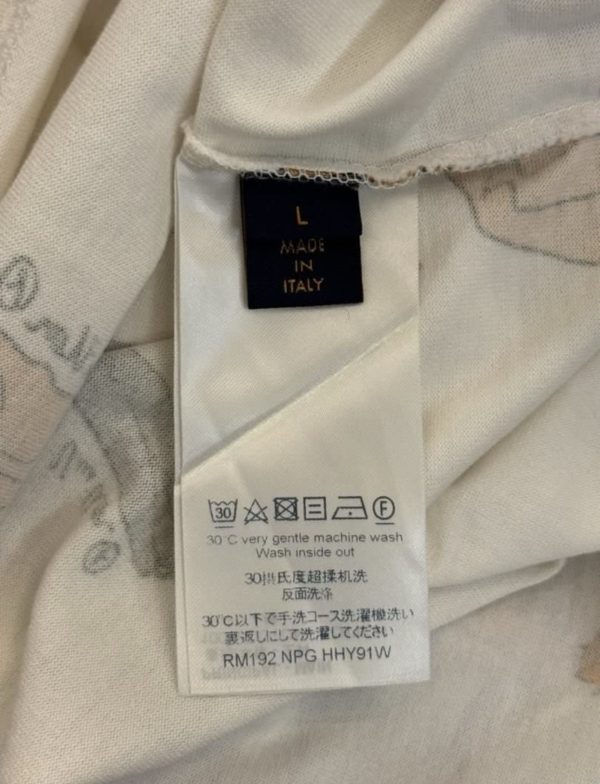 L
MADE
IN
ITALY
30
F
30°C very gentle machine wash
Wash inside out
30摄氏度超柔机洗
反面洗涤
30℃以下で手洗コース洗濯機洗い
裏返しにして洗濯してください
RM192 NPG HHY91W